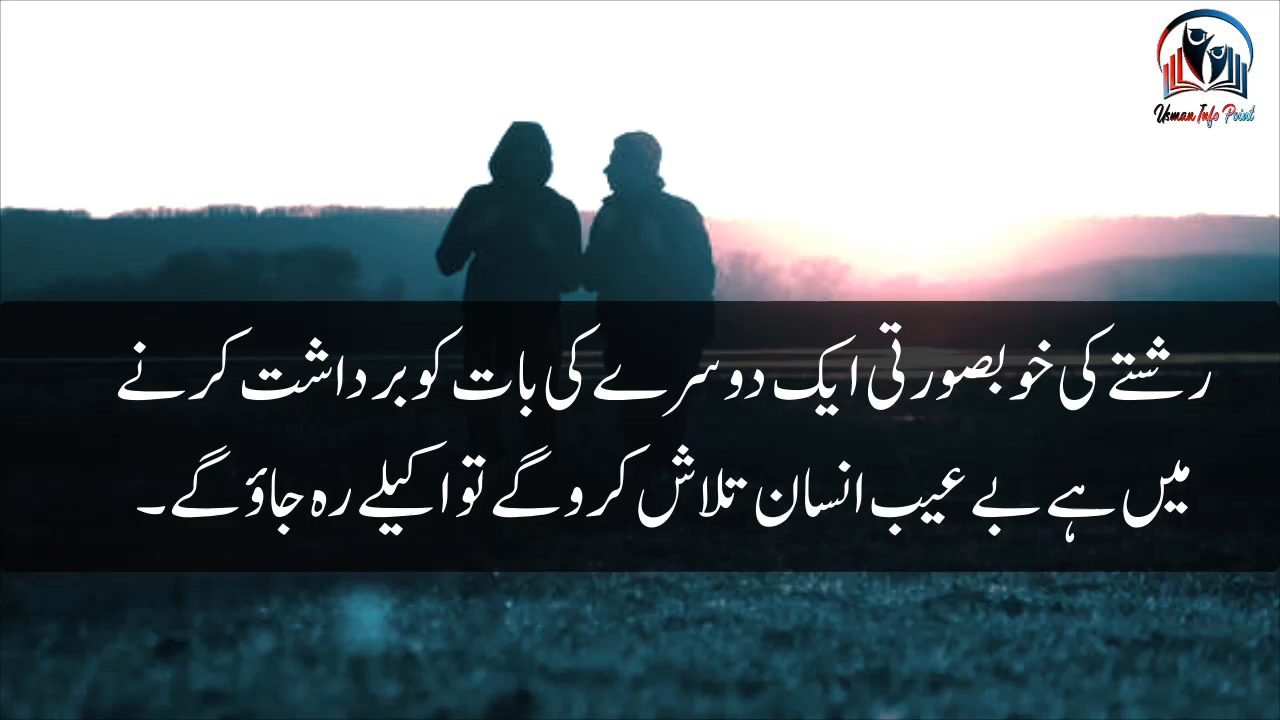 Usman Info Point
رشتے کی خوبصورتی ایک دوسرے کی بات کو برداشت کرنے
میں ہے بے عیب انسان تلاش کرو گے تو اکیلے رہ جاؤ گے۔